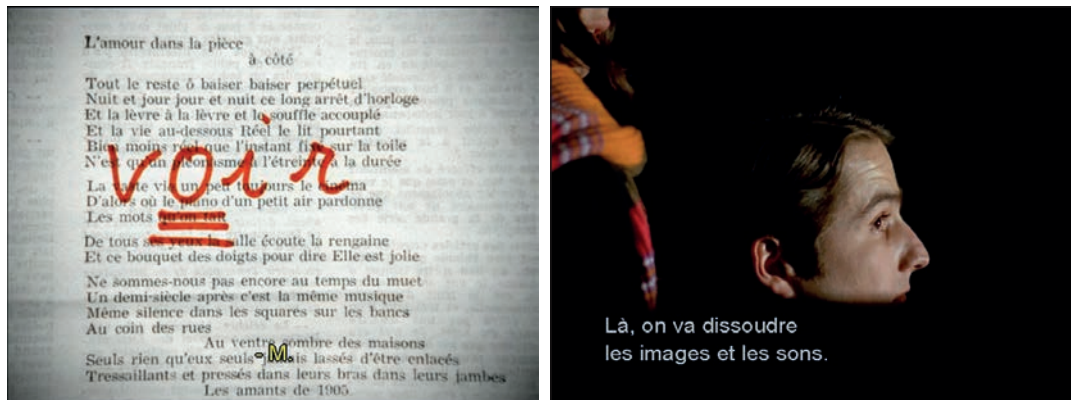 L'amour dans la pièce
à côté
Tout le reste ô baiser baiser perpétuel
Nuit et jour jour et nuit ce long arrêt d'horloge
Et la lèvre à la lèvre et le souffle accouplé
Et la vie au-dessous Réel le lit pourtant
Bien moins réel que l'instant fixe sur la toile
N'est qu'un pléonasme à l'étreinte à la durée
voir
La vaste vie un peu toujours le cinéma
D'alors où le piano d'un petit air pardonne
Les mots qu'on tait
De tous ses yeux la salle écoute la rengaine
Et ce bouquet des doigts pour dire Elle est jolie
Ne sommes-nous pas encore au temps du muet
Un demi-siècle après c'est la même musique
Même silence dans les squares sur les bancs
Au coin des rues
Au ventre sombre des maisons
Seuls rien qu'eux seuls jamais lassés d'être enlacés
- M.
Tressaillants et pressés dans leurs bras dans leurs jambes
Les amants de 1905
Là, on va dissoudre
les images et les sons.